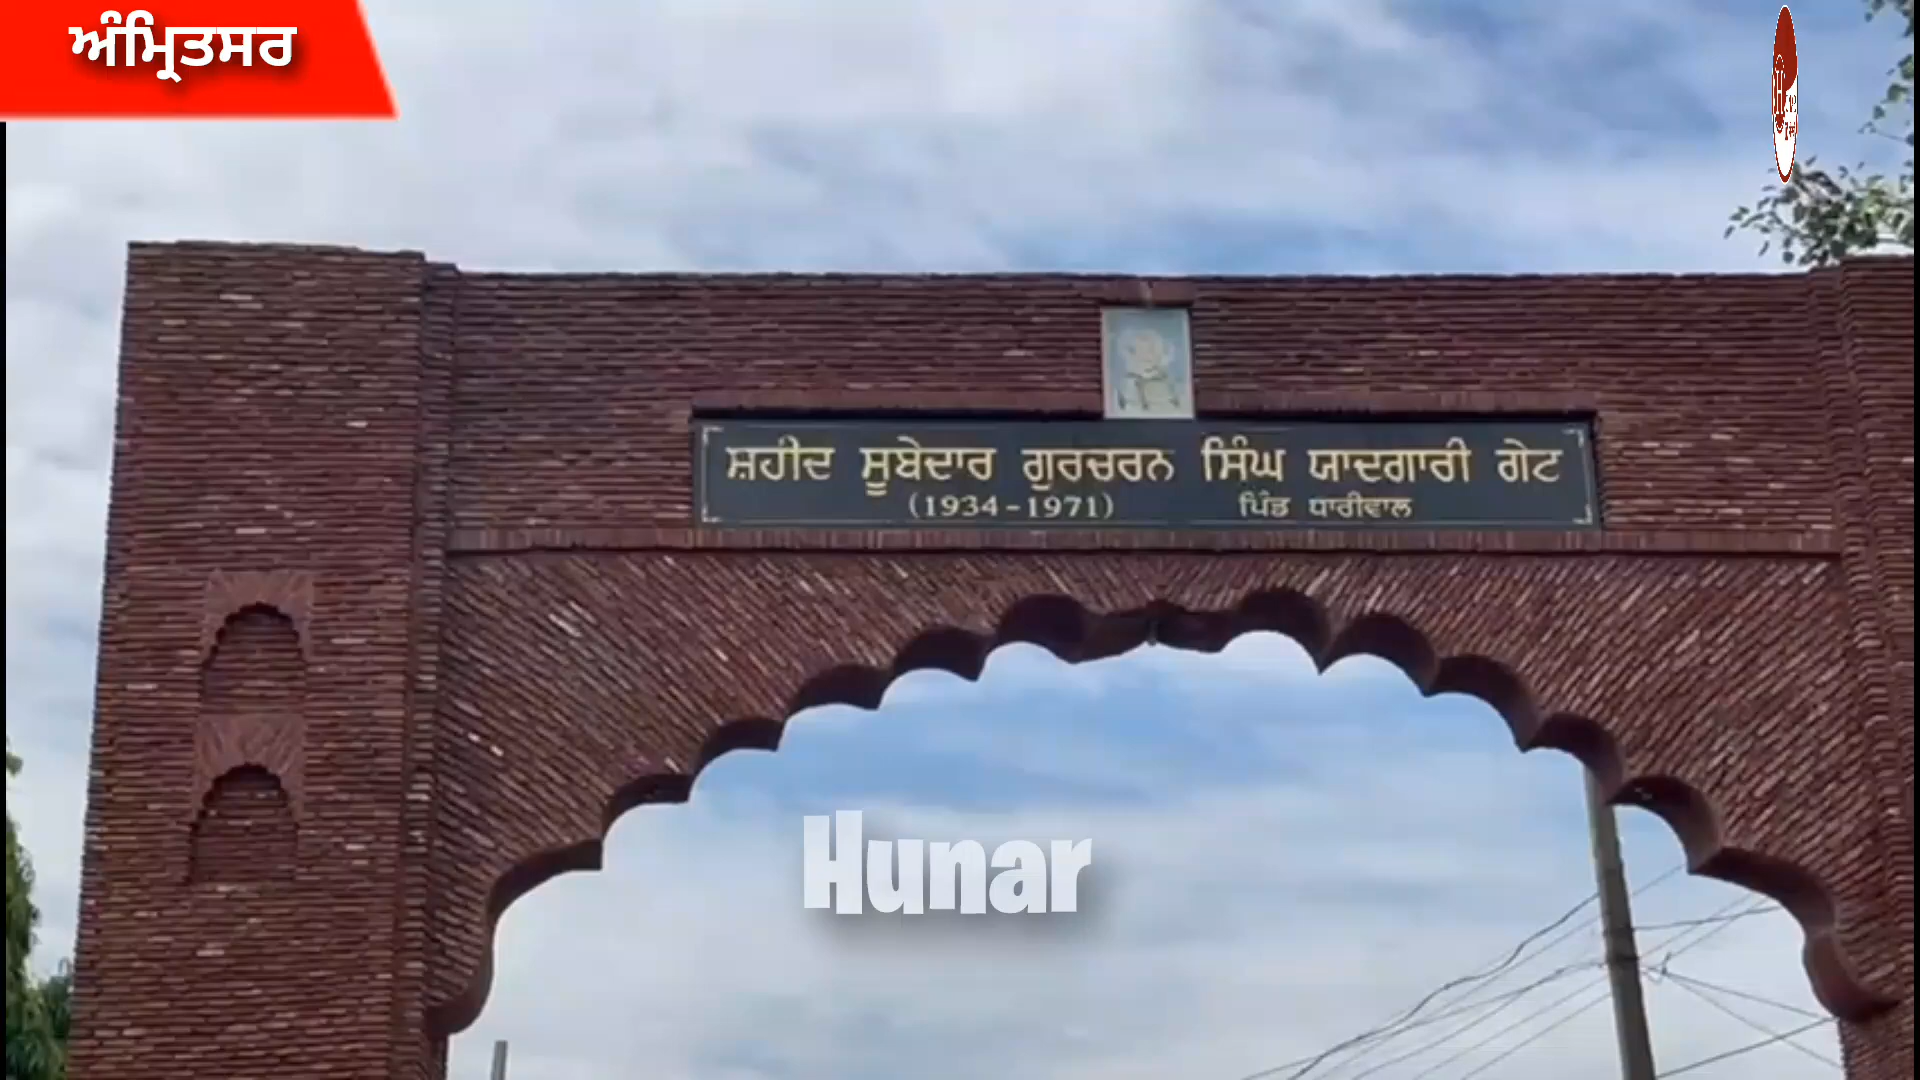 ਅੰਮ੍ਰਿਤਸਰ
ਸ਼ਹੀਦ ਸੂਬੇਦਾਰ ਗੁਰਚਰਨ ਸਿੰਘ ਯਾਦਗਾਰੀ ਗੇਟ
(1934-1971) ਪਿੰਡ ਧਾਰੀਵਾਲ
Hunar